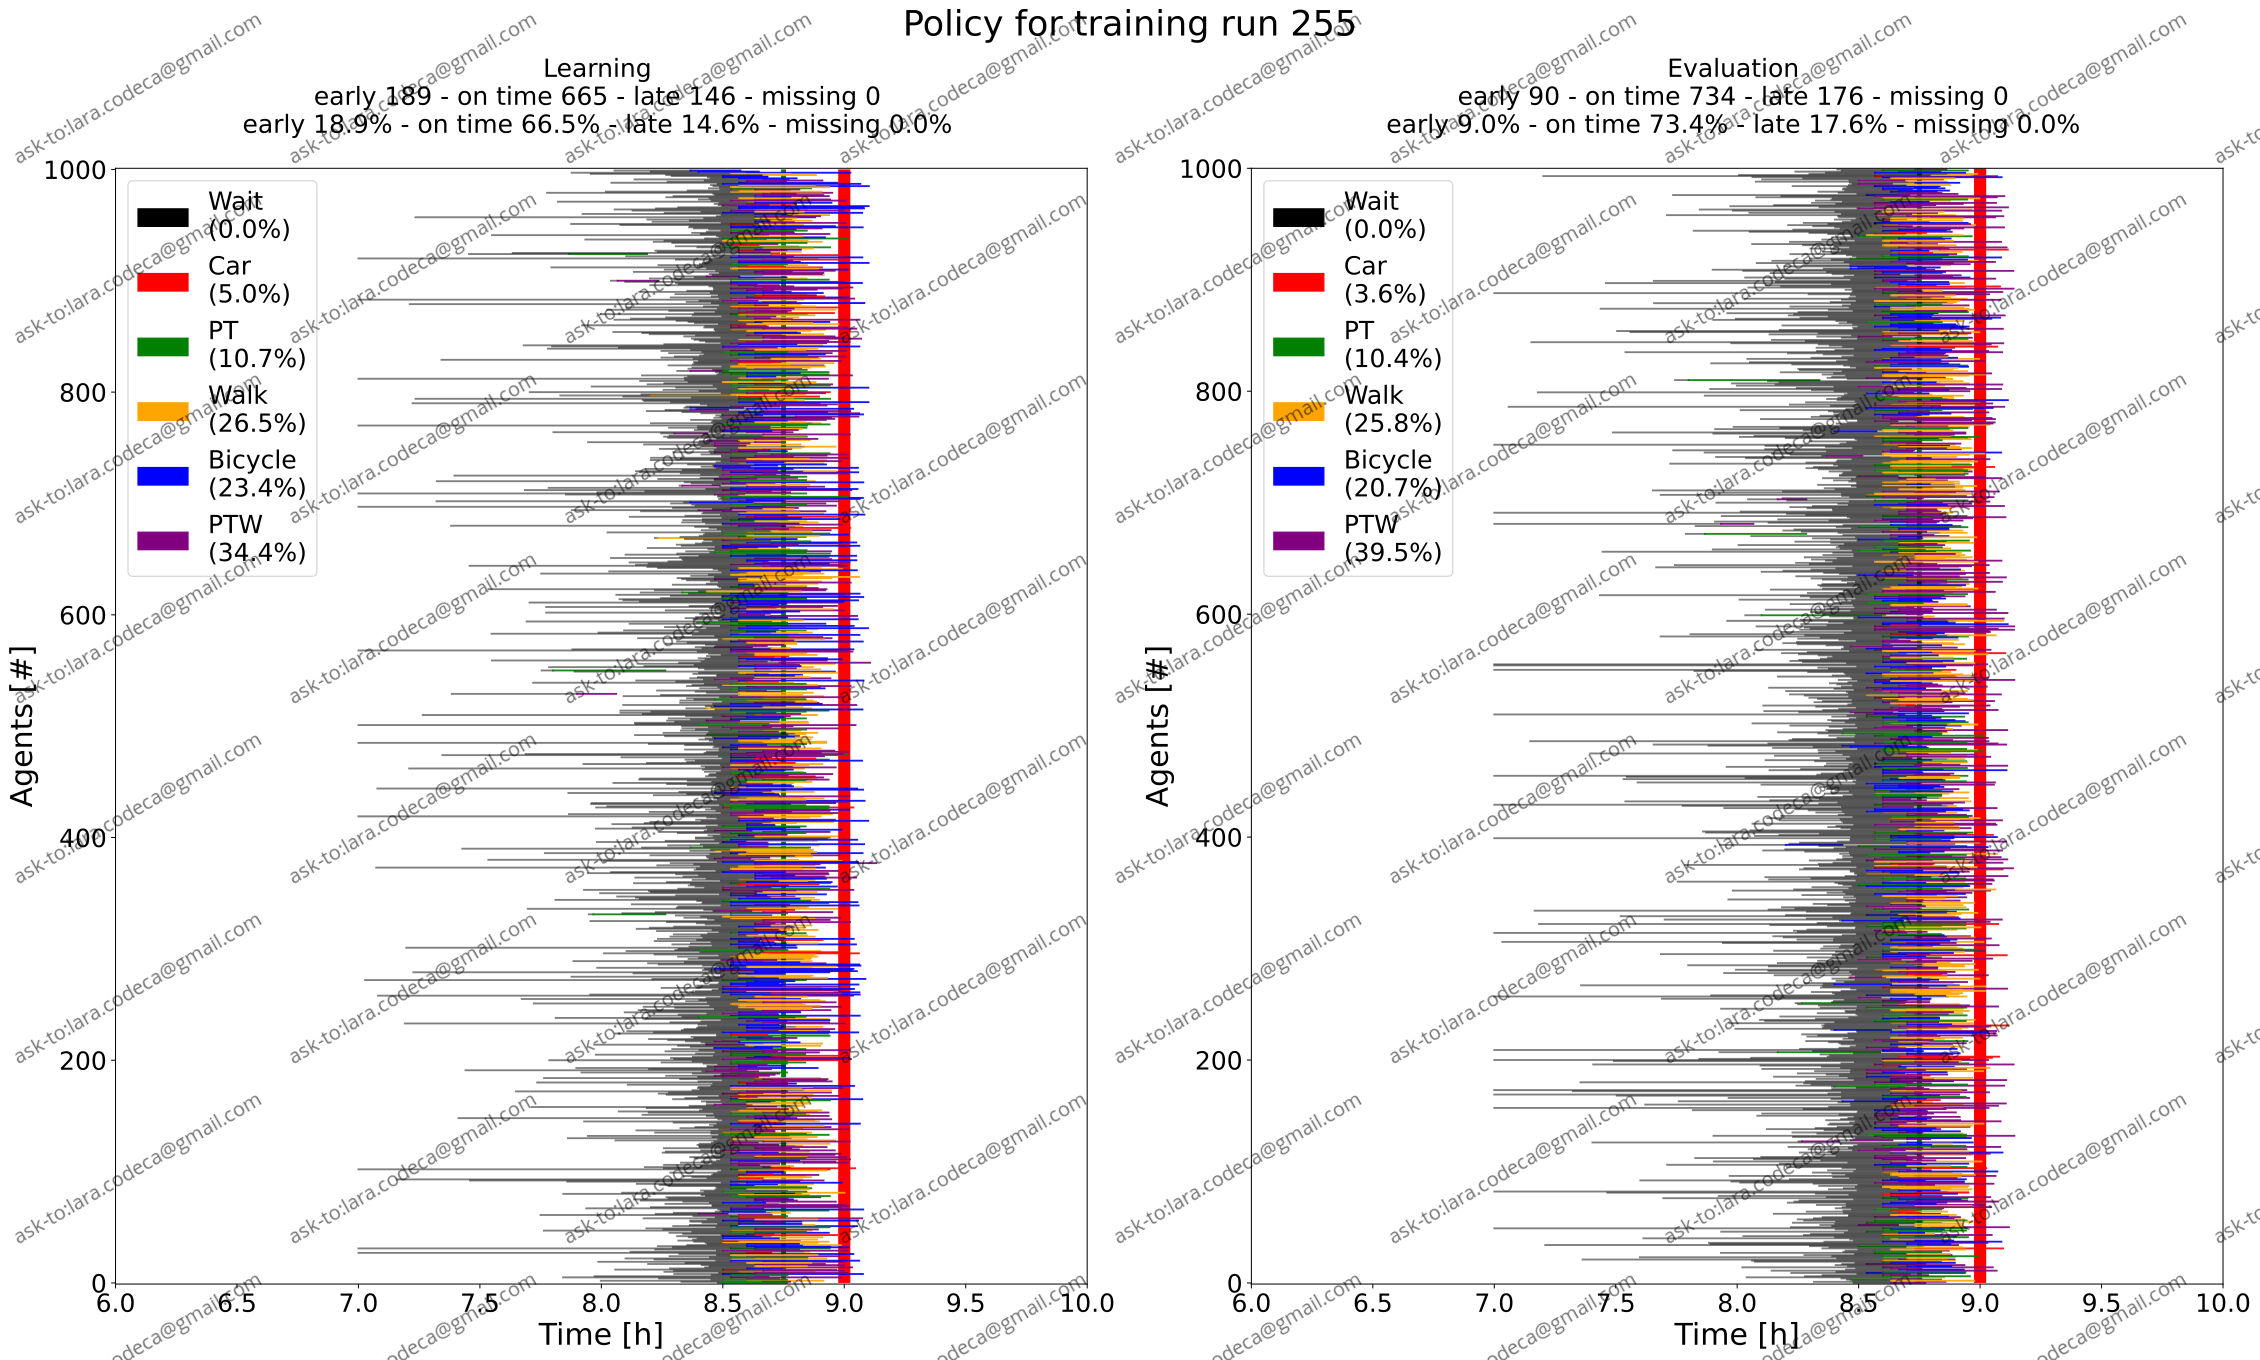 Policy for training run 255
Learning
early 189 - on time 665 - late 146 - missing 0
early 18.9% - on time 66.5% - late 14.6% - missing 0.0%
1000
800
600
400
200
0
Agents [#]
Wait
(0.0%)
Car
(5.0%)
PT
(10.7%)
Walk
(26.5%)
Bicycle
(23.4%)
PTW
(34.4%)
6.0 6.5 7.0 7.5 8.0 8.5 9.0 9.5 10.0
Time [h]
Evaluation
early 90 - on time 734 - late 176 - missing 0
early 9.0% - on time 73.4% - late 17.6% - missing 0.0%
1000
800
600
400
200
0
Agents [#]
Wait
(0.0%)
Car
(3.6%)
PT
(10.4%)
Walk
(25.8%)
Bicycle
(20.7%)
PTW
(39.5%)
6.0 6.5 7.0 7.5 8.0 8.5 9.0 9.5 10.0
Time [h]
ask-to:lara.codeca@gmail.com